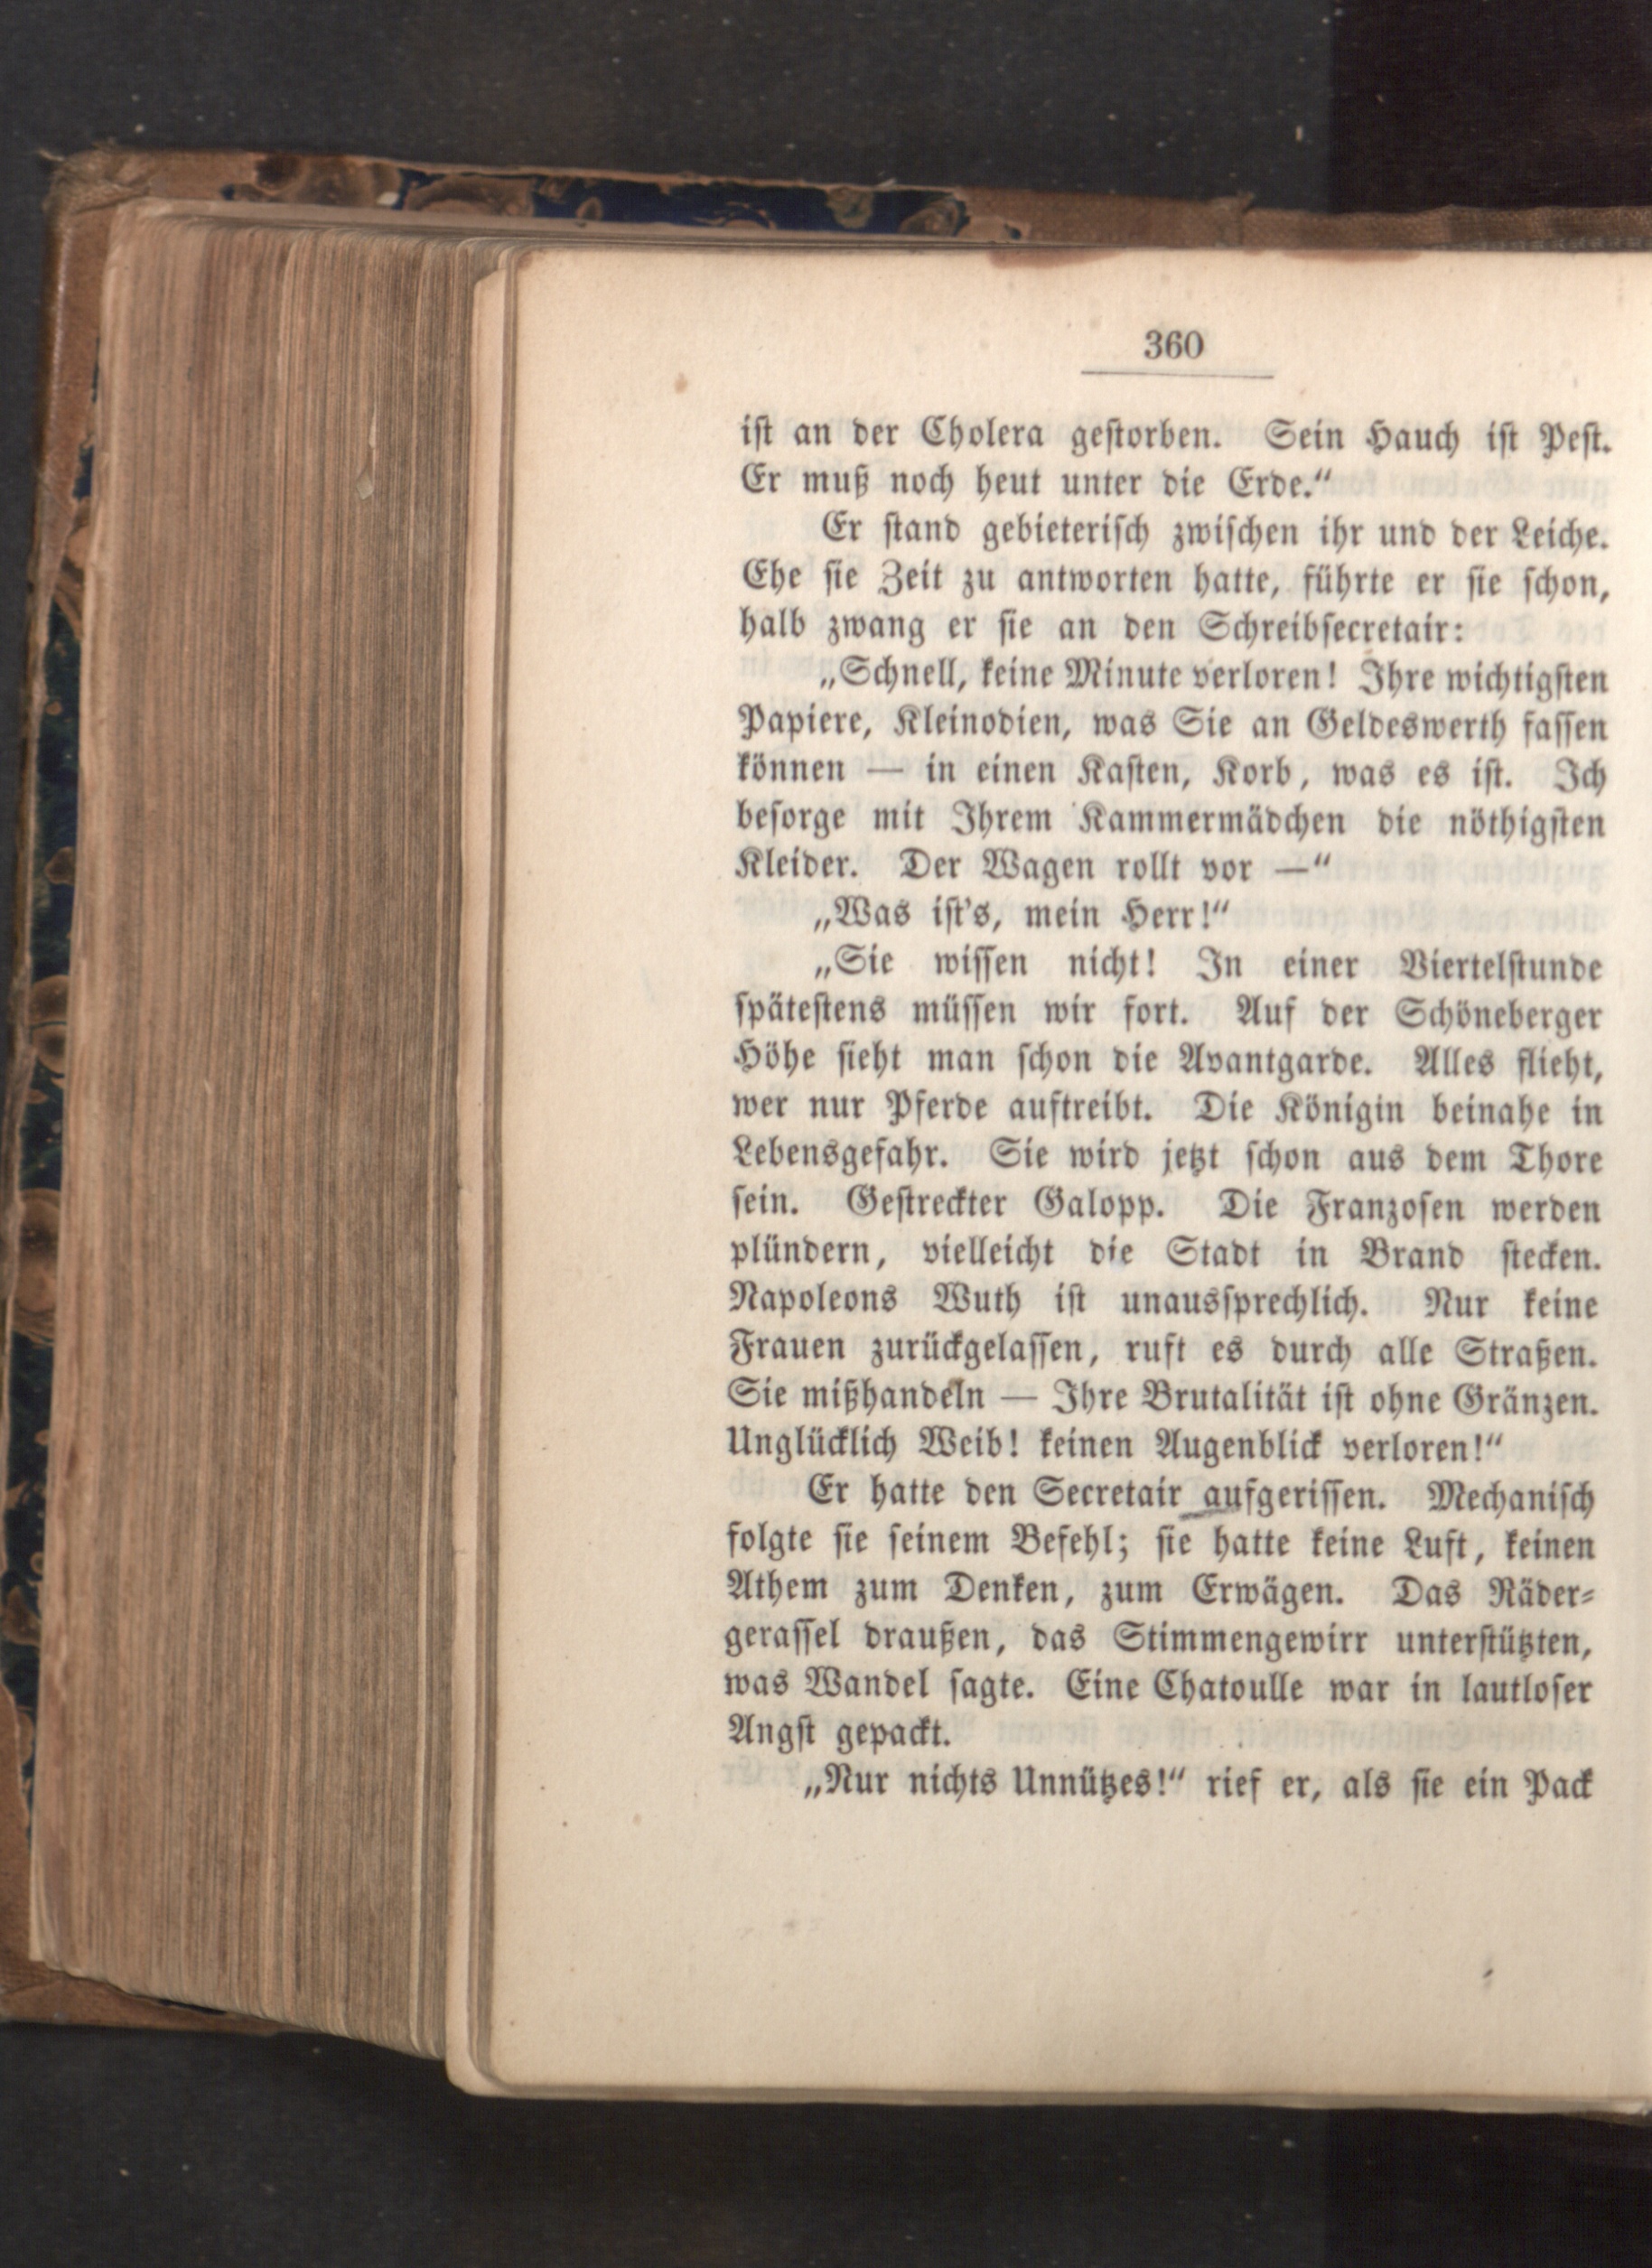 360
ist an der Cholera gestorben. Sein Hauch ist Pest.
Er muß noch heut unter die Erde.“
Er stand gebieterisch zwischen ihr und der Leiche.
Ehe sie Zeit zu antworten hatte, führte er sie schon,
halb zwang er sie an den Schreibsecretair:
„Schnell, keine Minute verloren! Ihre wichtigsten
Papiere, Kleinodien, was Sie an Geldeswerth fassen
können — in einen Kasten, Korb, was es ist. Ich
besorge mit Ihrem Kammermädchen die nöthigsten
Kleider. Der Wagen rollt vor —“
„Was ist's, mein Herr!“
„Sie wissen nicht! In einer Viertelstunde
spätestens müssen wir fort. Auf der Schöneberger
Höhe sieht man schon die Avantgarde. Alles flieht,
wer nur Pferde auftreibt. Die Königin beinahe in
Lebensgefahr. Sie wird jetzt schon aus dem Thore
sein. Gestreckter Galopp. Die Franzosen werden
plündern, vielleicht die Stadt in Brand stecken.
Napoleons Wuth ist unaussprechlich. Nur keine
Frauen zurückgelassen, ruft es durch alle Straßen.
Sie mißhandeln — Ihre Brutalität ist ohne Gränzen.
Unglücklich Weib! keinen Augenblick verloren!“
Er hatte den Secretair aufgerissen. Mechanisch
folgte sie seinem Befehl; sie hatte keine Luft, keinen
Athem zum Denken, zum Erwägen. Das Räder-
gerassel draußen, das Stimmengewirr unterstützten,
was Wandel sagte. Eine Chatoulle war in lautloser
Angst gepackt.
„Nur nichts Unnützes!“ rief er, als sie ein Pack